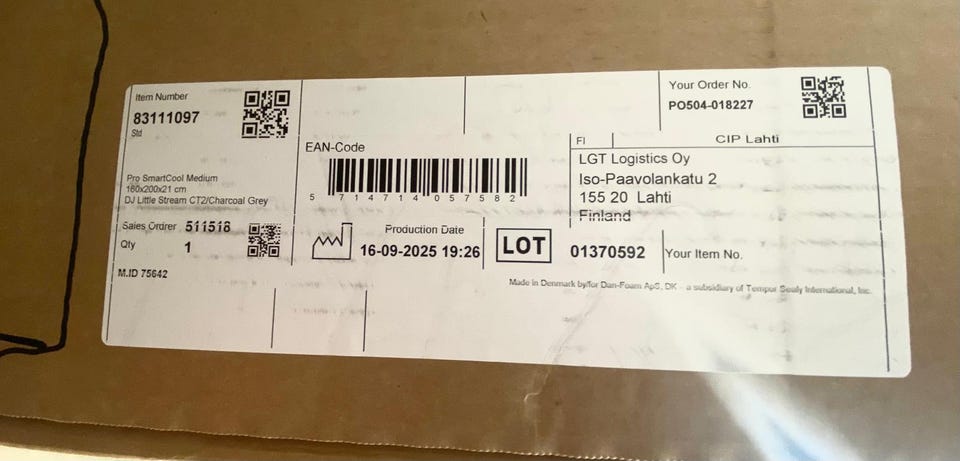 Item Number
83111097
Std
Pro SmartCool Medium
160x200x21 cm
DJ Little Stream CT2/Charcoal Grey
Sales Ordrer 511518
Qty 1
M.ID 75642
EAN-Code
5 714714 057582
Production Date
16-09-2025 19:26
LOT 01370592
Your Order No.
PO504-018227
FI CIP Lahti
LGT Logistics Oy
Iso-Paavolankatu 2
155 20 Lahti
Finland
Your Item No.
Made in Denmark by/for Dan-Foam ApS, DK - a subsidiary of Tempur Sealy International, Inc.